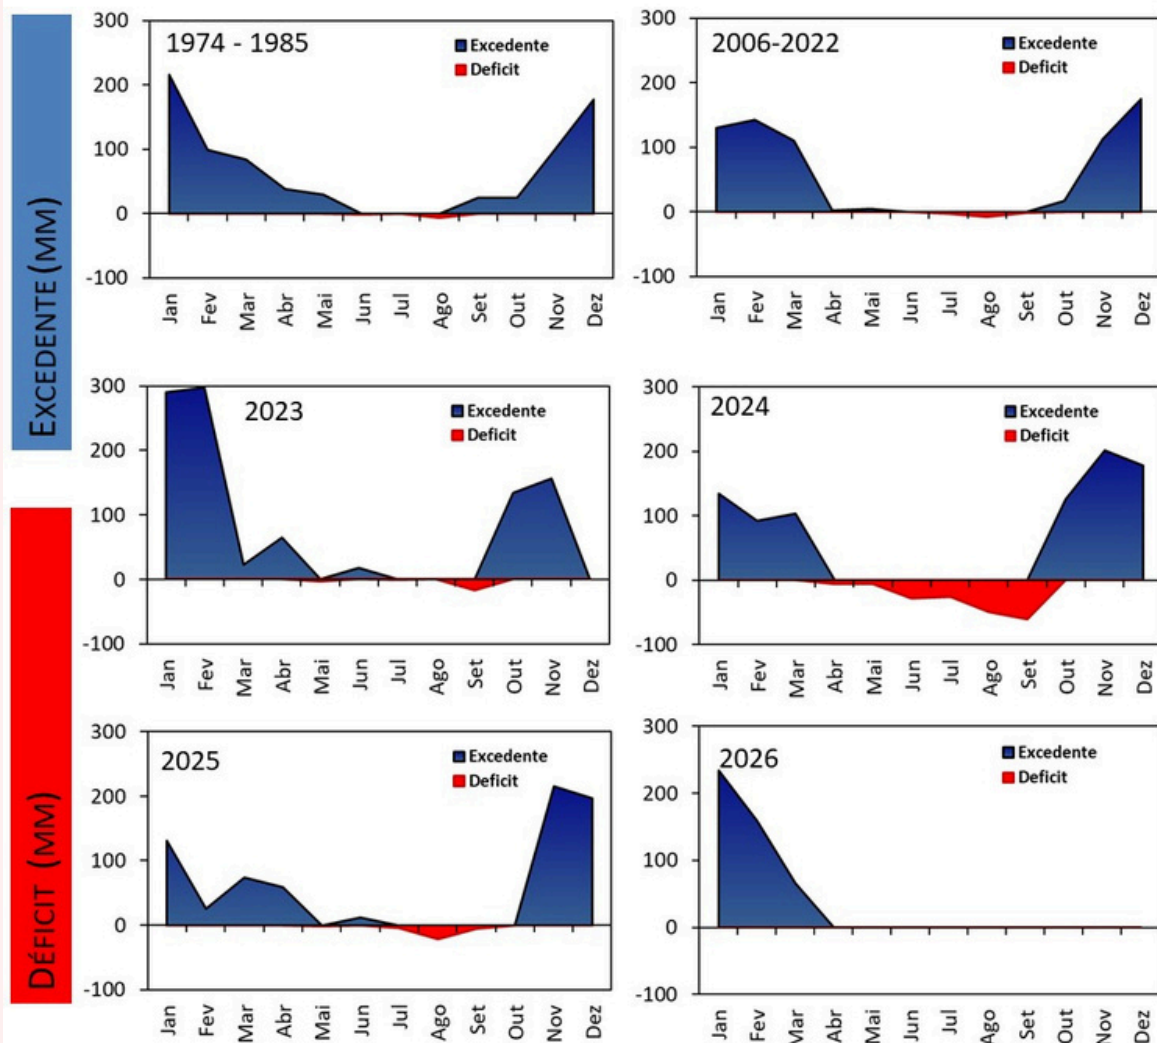 EXCEDENTE (MM)
DÉFICIT (MM)
1974 - 1985
Excedente
Deficit
300
200
100
0
-100
Jan Fev Mar Abr Mai Jun Jul Ago Set Out Nov Dez
2006-2022
Excedente
Deficit
300
200
100
0
-100
Jan Fev Mar Abr Mai Jun Jul Ago Set Out Nov Dez
2023
Excedente
Deficit
300
200
100
0
-100
Jan Fev Mar Abr Mai Jun Jul Ago Set Out Nov Dez
2024
Excedente
Deficit
300
200
100
0
-100
Jan Fev Mar Abr Mai Jun Jul Ago Set Out Nov Dez
2025
Excedente
Deficit
300
200
100
0
-100
Jan Fev Mar Abr Mai Jun Jul Ago Set Out Nov Dez
2026
Excedente
Deficit
300
200
100
0
-100
Jan Fev Mar Abr Mai Jun Jul Ago Set Out Nov Dez